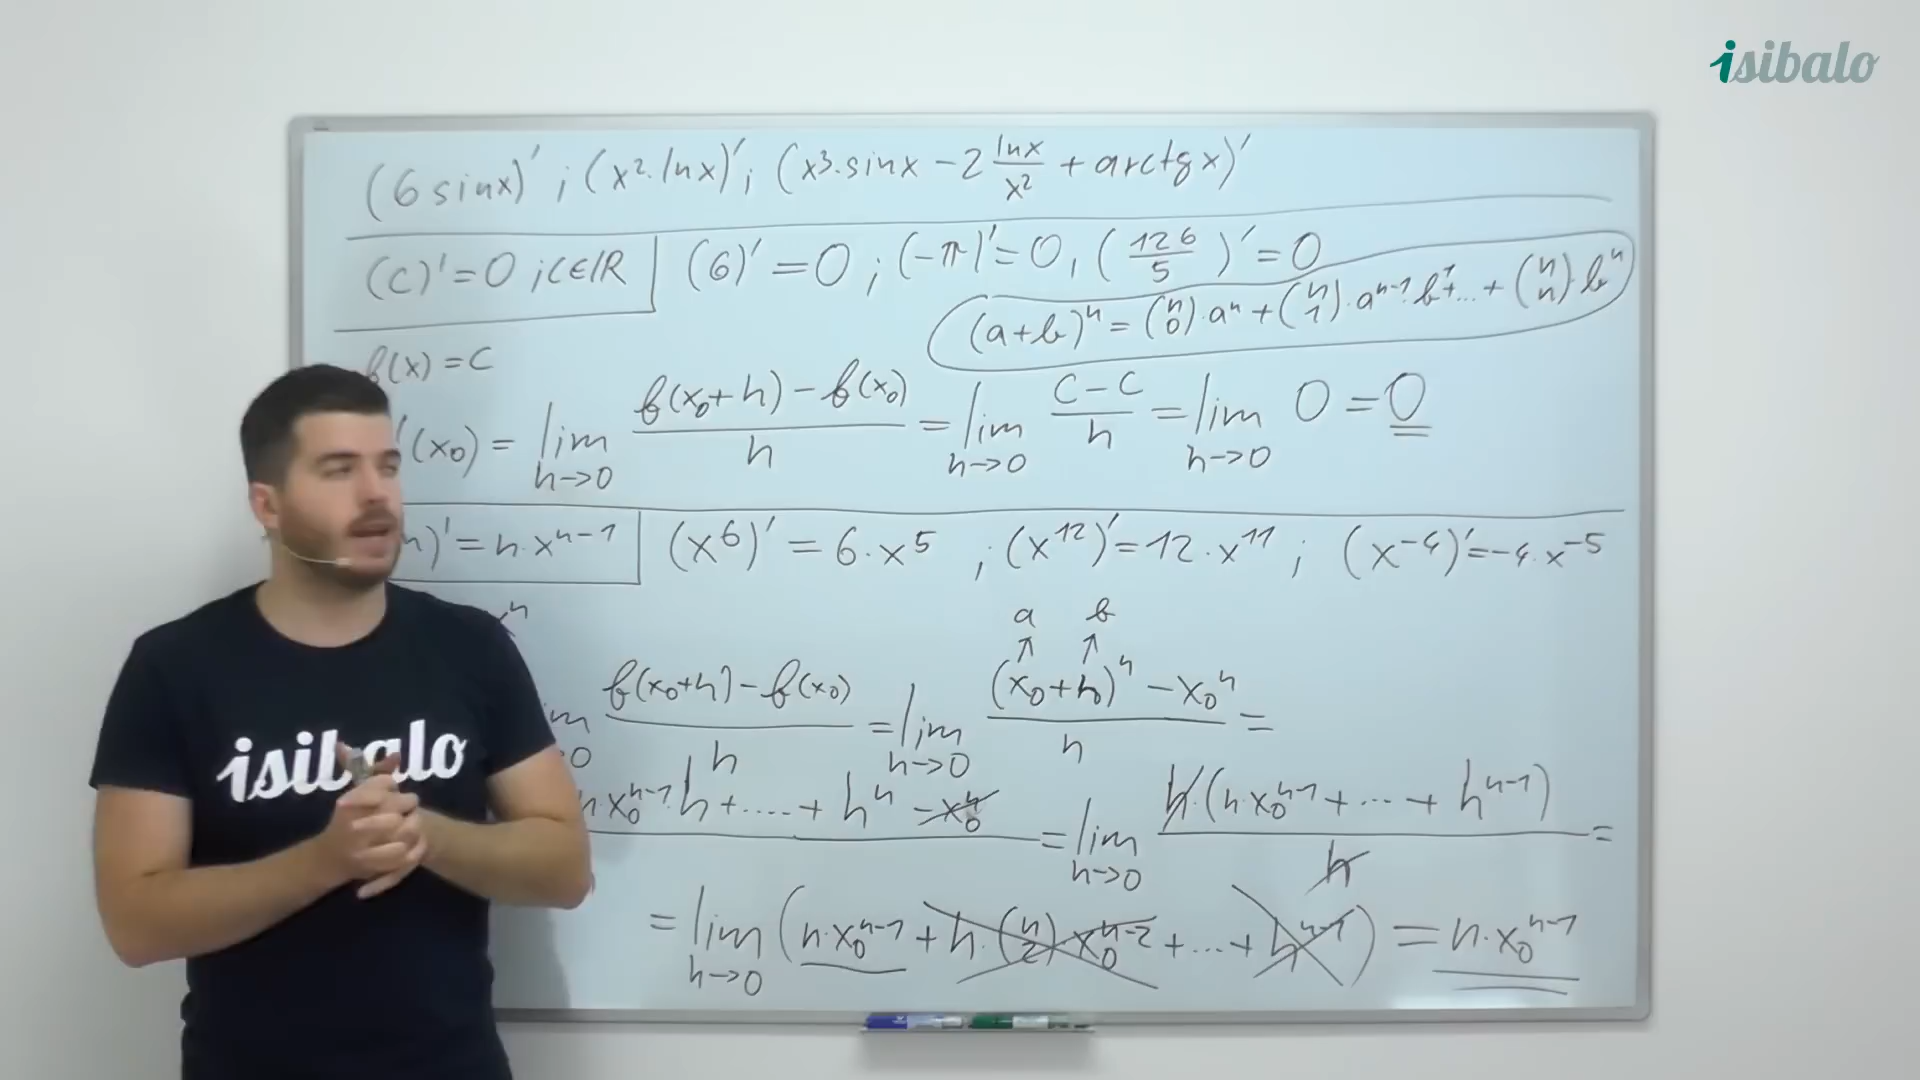 isibalo
(6 sinx)' ; (x²·lnx)' ; (x³·sinx − 2 lnx/x² + arctg x)'
(c)' = 0 ; c∈ℝ
(6)' = 0 ; (−π)' = 0, (126/5)' = 0
(a+b)ⁿ = (n 0)·aⁿ + (n 1)·aⁿ⁻¹·b¹+...+ (n n)·bⁿ
f(x) = c
'(x₀) = lim h→0 (f(x₀+h) − f(x₀))/h = lim h→0 (c−c)/h = lim h→0 0 = 0
n)' = n·xⁿ⁻¹
(x⁶)' = 6·x⁵ ; (x¹²)' = 12·x¹¹ ; (x⁻⁴)' = −4·x⁻⁵
xⁿ
a b
↑ ↑
im 0 (f(x₀+h) − f(x₀))/h = lim h→0 ((x₀+h)ⁿ − x₀ⁿ)/h =
n·x₀ⁿ⁻¹·h +....+ hⁿ − x₀ⁿ = lim h→0 h·(n·x₀ⁿ⁻¹ + ... + hⁿ⁻¹)/h =
= lim h→0 (n·x₀ⁿ⁻¹ + h·(n 2)·x₀ⁿ⁻² + ... + hⁿ⁻¹) = n·x₀ⁿ⁻¹
isibalo